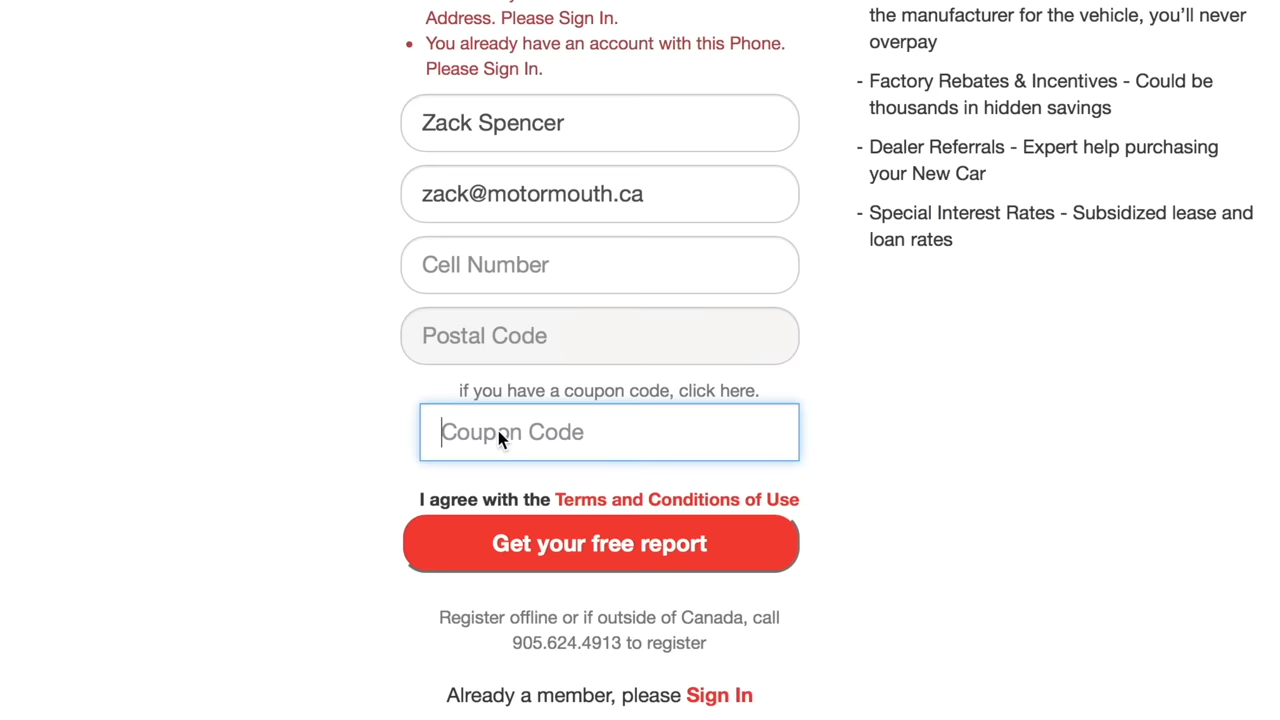 Address. Please Sign In.
• You already have an account with this Phone.
Please Sign In.
Zack Spencer
zack@motormouth.ca
Cell Number
Postal Code
if you have a coupon code, click here.
Coupon Code
I agree with the Terms and Conditions of Use
Get your free report
Register offline or if outside of Canada, call
905.624.4913 to register
Already a member, please Sign In
the manufacturer for the vehicle, you'll never
overpay
- Factory Rebates & Incentives - Could be
thousands in hidden savings
- Dealer Referrals - Expert help purchasing
your New Car
- Special Interest Rates - Subsidized lease and
loan rates